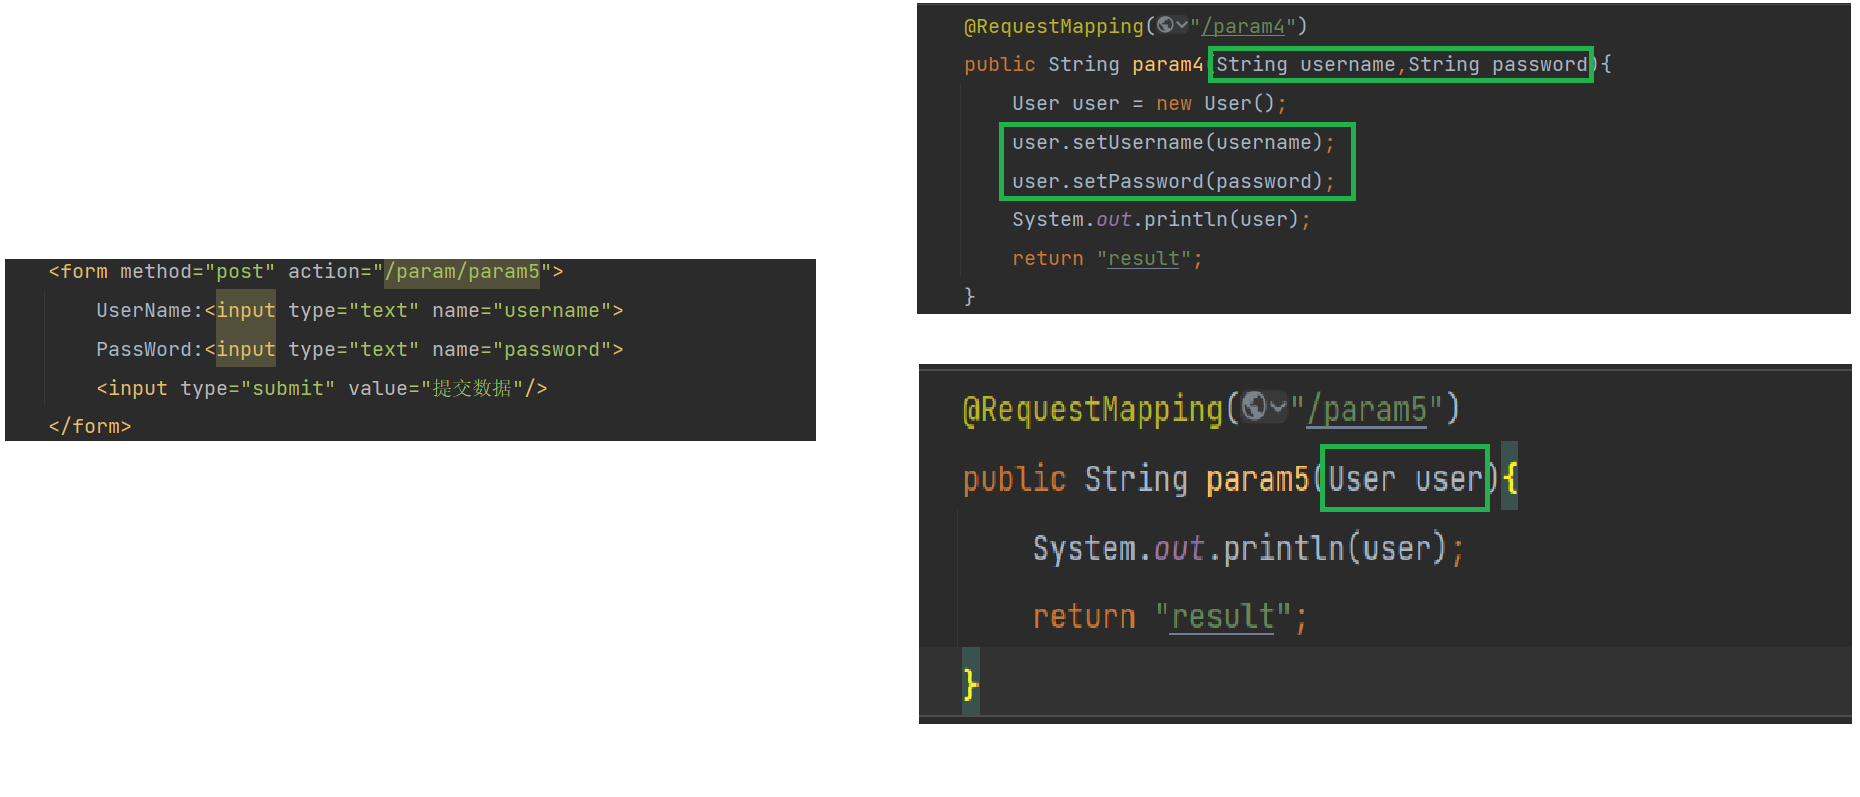 <form method="post" action="/param/param5">
UserName:<input type="text" name="username">
PassWord:<input type="text" name="password">
<input type="submit" value="提交数据"/>
</form>
@RequestMapping("/param4")
public String param4(String username,String password){
User user = new User();
user.setUsername(username);
user.setPassword(password);
System.out.println(user);
return "result";
}
@RequestMapping("/param5")
public String param5(User user){
System.out.println(user);
return "result";
}